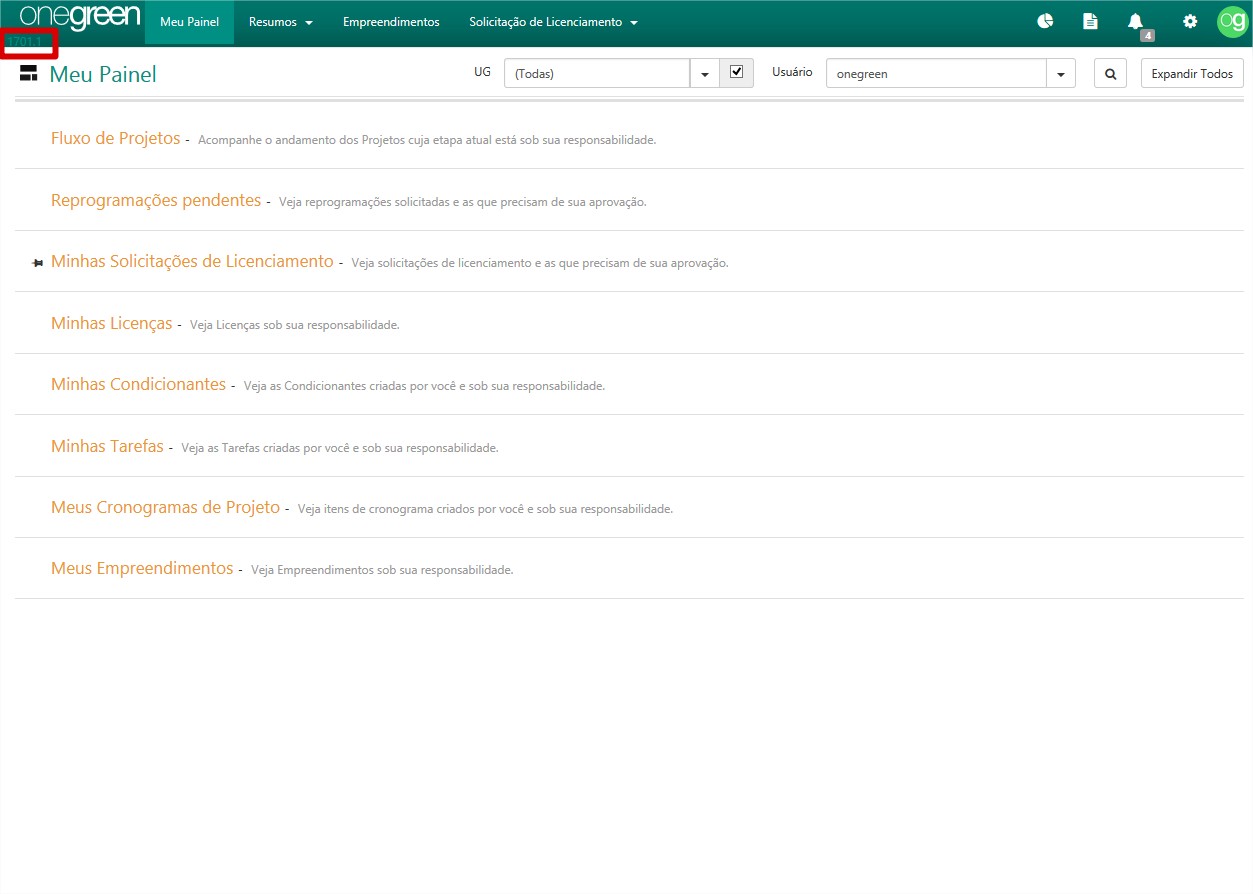 onegreen Meu Painel Resumos Empreendimentos Solicitação de Licenciamento 4 og
1701.1
Meu Painel UG (Todas) Usuário onegreen Expandir Todos
Fluxo de Projetos - Acompanhe o andamento dos Projetos cuja etapa atual está sob sua responsabilidade.
Reprogramações pendentes - Veja reprogramações solicitadas e as que precisam de sua aprovação.
Minhas Solicitações de Licenciamento - Veja solicitações de licenciamento e as que precisam de sua aprovação.
Minhas Licenças - Veja Licenças sob sua responsabilidade.
Minhas Condicionantes - Veja as Condicionantes criadas por você e sob sua responsabilidade.
Minhas Tarefas - Veja as Tarefas criadas por você e sob sua responsabilidade.
Meus Cronogramas de Projeto - Veja itens de cronograma criados por você e sob sua responsabilidade.
Meus Empreendimentos - Veja Empreendimentos sob sua responsabilidade.